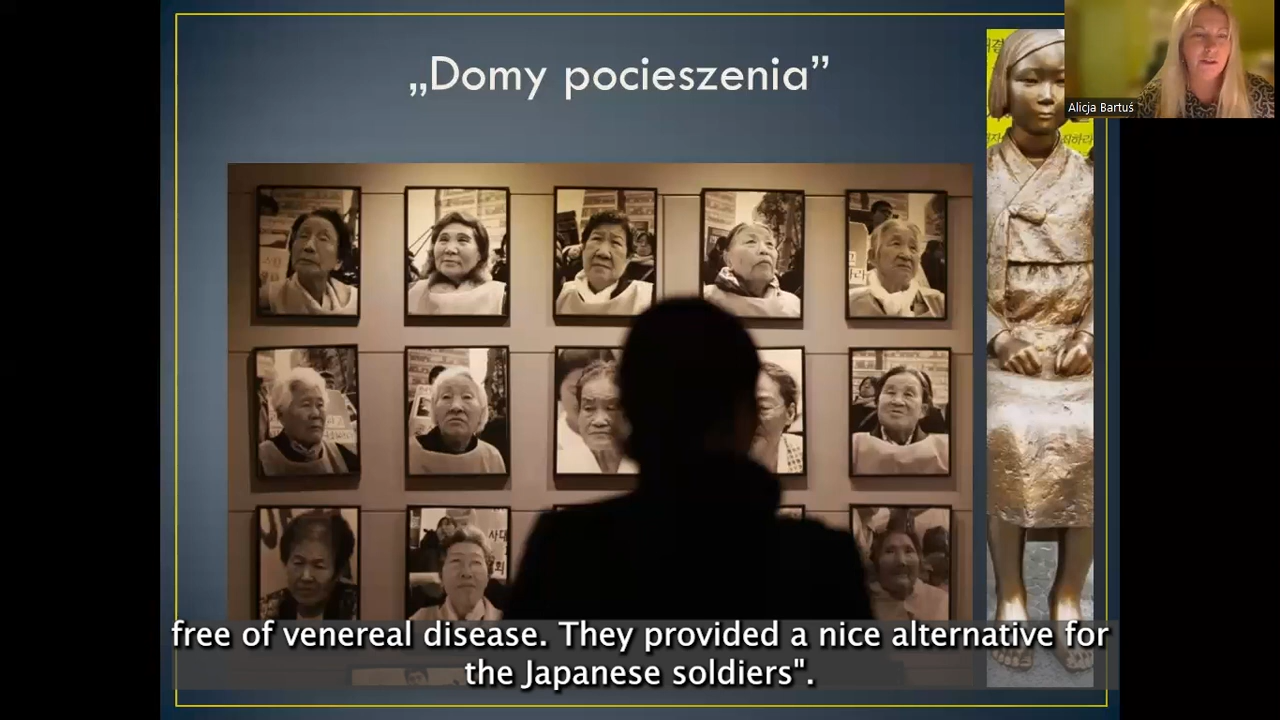 „Domy pocieszenia”
Alicja Bartuś
free of venereal disease. They provided a nice alternative for
the Japanese soldiers".